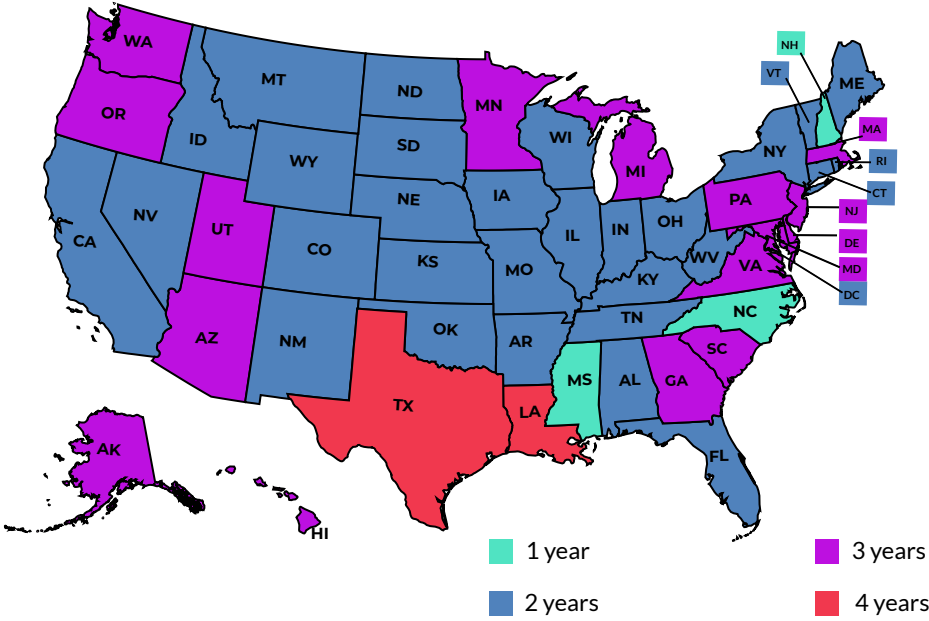 WA
MT
ND
MN
NH
VT
ME
OR
ID
SD
WI
MA
WY
MI
NY
RI
NV
NE
IA
PA
CT
CA
UT
CO
KS
IL
IN
OH
NJ
MO
KY
WV
VA
DE
MD
DC
AZ
NM
OK
AR
TN
NC
TX
LA
MS
AL
GA
SC
AK
FL
HI
1 year
3 years
2 years
4 years